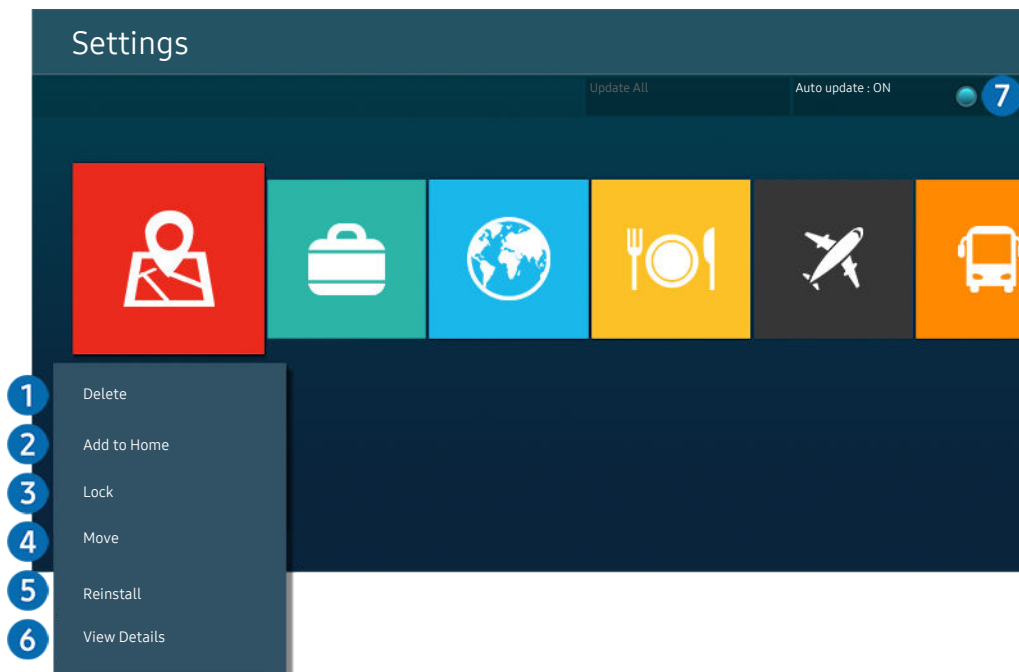 Settings
Update All
Auto update : ON
7
1 Delete
2 Add to Home
3 Lock
4 Move
5 Reinstall
6 View Details